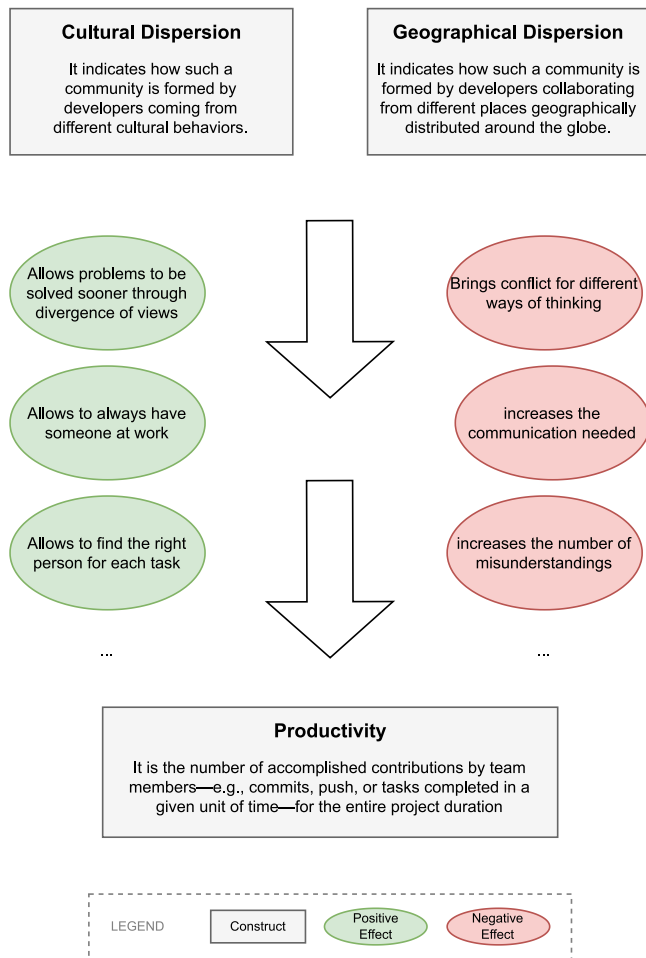 Cultural Dispersion
It indicates how such a
community is formed by
developers coming from
different cultural behaviors.
Geographical Dispersion
It indicates how such a community is
formed by developers collaborating
from different places geographically
distributed around the globe.
Allows problems to be
solved sooner through
divergence of views
Brings conflict for different
ways of thinking
Allows to always have
someone at work
increases the
communication needed
Allows to find the right
person for each task
increases the number of
misunderstandings
...
...
Productivity
It is the number of accomplished contributions by team
members—e.g., commits, push, or tasks completed in a
given unit of time—for the entire project duration
LEGEND
Construct
Positive
Effect
Negative
Effect